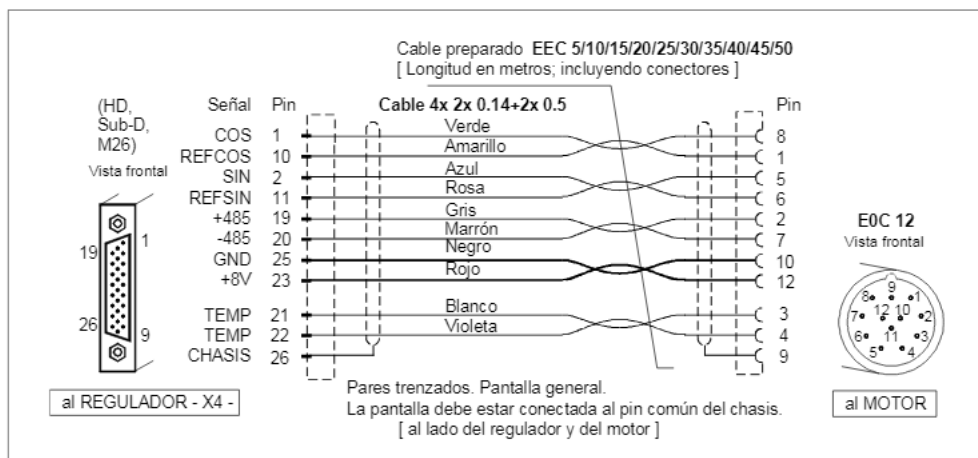 Cable preparado EEC 5/10/15/20/25/30/35/40/45/50
[ Longitud en metros; incluyendo conectores ]
(HD,
Sub-D,
M26)
Vista frontal
19
1
26
9
al REGULADOR - X4 -
Señal Pin Cable 4x 2x 0.14+2x 0.5 Pin
COS 1 Verde 8
REFCOS 10 Amarillo 1
SIN 2 Azul 5
REFSIN 11 Rosa 6
+485 19 Gris 2
-485 20 Marrón 7
GND 25 Negro 10
+8V 23 Rojo 12
TEMP 21 Blanco 3
TEMP 22 Violeta 4
CHASIS 26 9
E0C 12
Vista frontal
9
8 1
7 12 10 2
6 11 3
5 4
al MOTOR
Pares trenzados. Pantalla general.
La pantalla debe estar conectada al pin común del chasis.
[ al lado del regulador y del motor ]